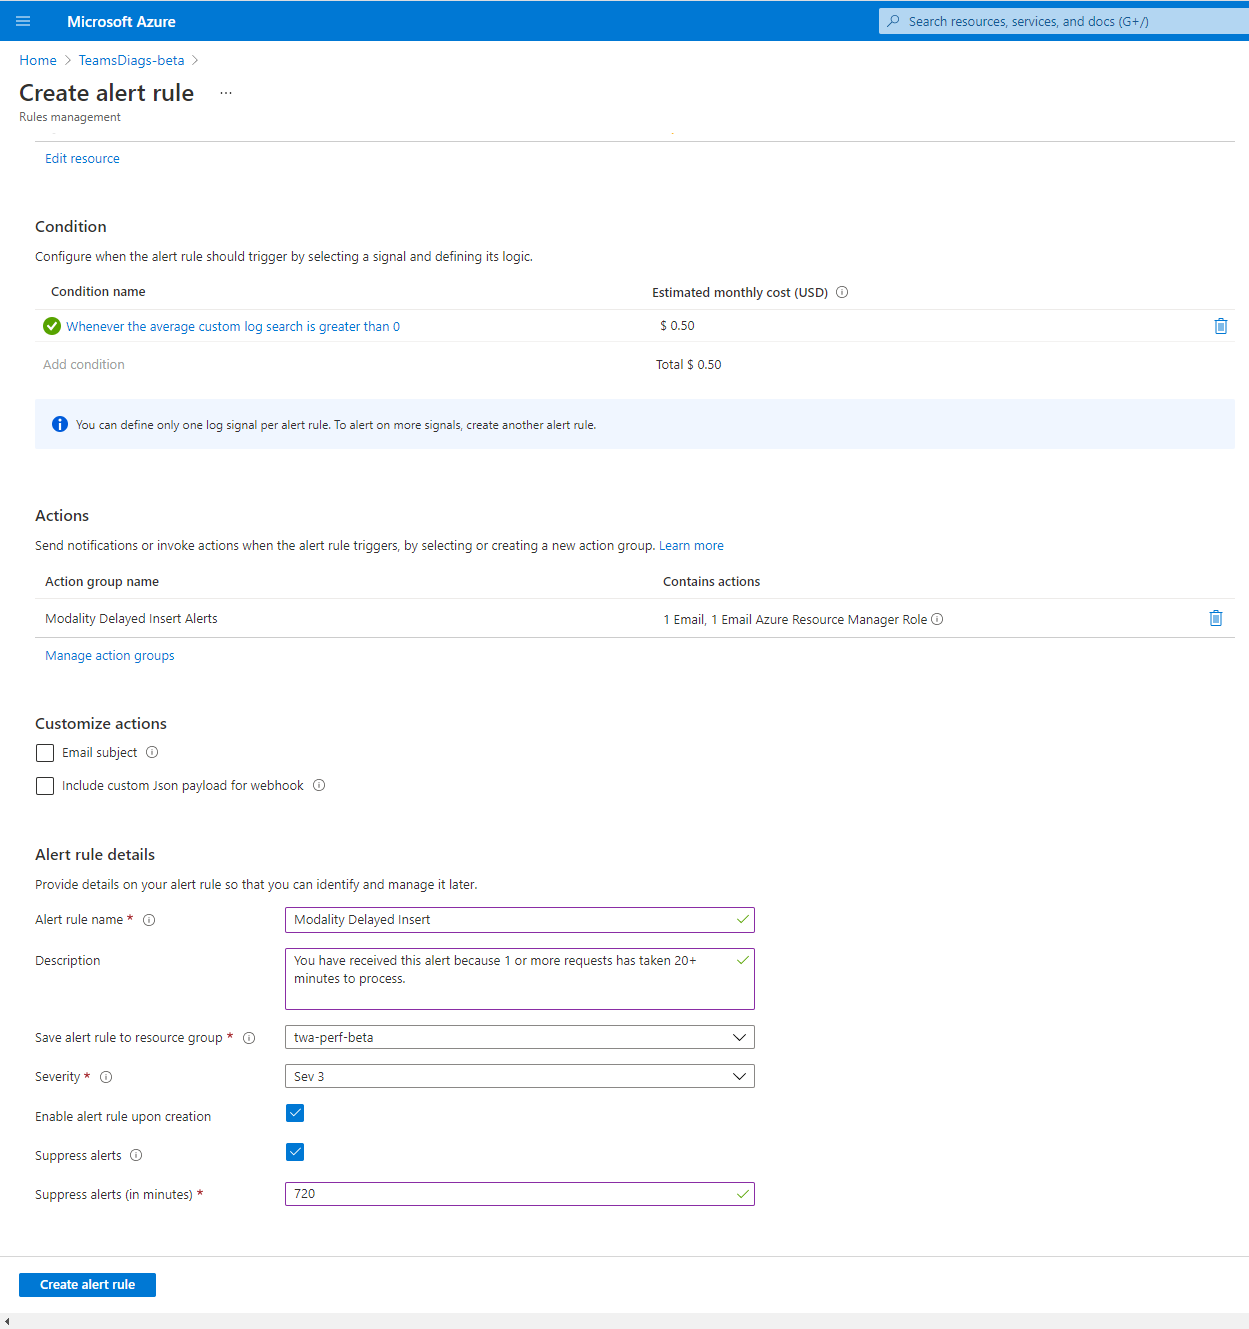 Microsoft Azure
Search resources, services, and docs (G+/)
Home > TeamsDiags-beta >
Create alert rule ...
Rules management
Edit resource
Condition
Configure when the alert rule should trigger by selecting a signal and defining its logic.
Condition name
Estimated monthly cost (USD)
Whenever the average custom log search is greater than 0
$ 0.50
Add condition
Total $ 0.50
You can define only one log signal per alert rule. To alert on more signals, create another alert rule.
Actions
Send notifications or invoke actions when the alert rule triggers, by selecting or creating a new action group. Learn more
Action group name
Contains actions
Modality Delayed Insert Alerts
1 Email, 1 Email Azure Resource Manager Role
Manage action groups
Customize actions
Email subject
Include custom Json payload for webhook
Alert rule details
Provide details on your alert rule so that you can identify and manage it later.
Alert rule name *
Modality Delayed Insert
Description
You have received this alert because 1 or more requests has taken 20+
minutes to process.
Save alert rule to resource group *
twa-perf-beta
Severity *
Sev 3
Enable alert rule upon creation
Suppress alerts
Suppress alerts (in minutes) *
720
Create alert rule